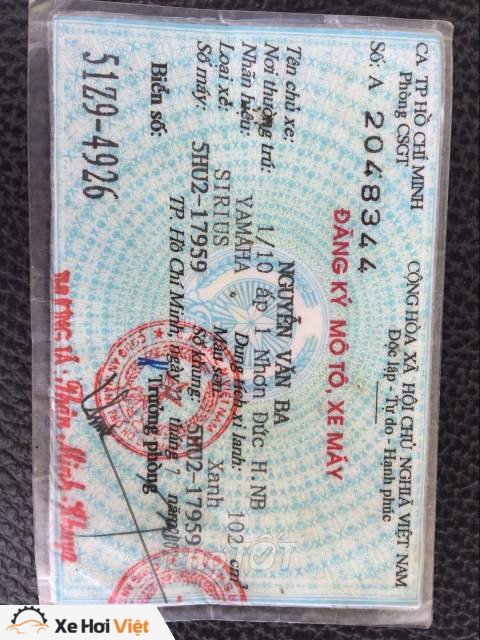 CA TP HỒ CHÍ MINH
Phòng CSGT
Số: A 2048344
CỘNG HÒA XÃ HỘI CHỦ NGHĨA VIỆT NAM
Độc lập - Tự do - Hạnh phúc
ĐĂNG KÝ MÔ TÔ, XE MÁY
Tên chủ xe: NGUYỄN VĂN BA
Nơi thường trú: 1/10 ấp 1 Nhơn Đức H.NB
Nhãn hiệu: YAMAHA Dung tích xi lanh: 102 cm³
Loại xe: SIRIUS Màu sơn: Xanh
Số máy: 5HU2-17959 Số khung: 5HU2-17959
TP. Hồ Chí Minh, ngày tháng 1 năm
Biển số:
51Z9-4926
Trưởng phòng
CHỢ TỐT
Xe Hơi Việt